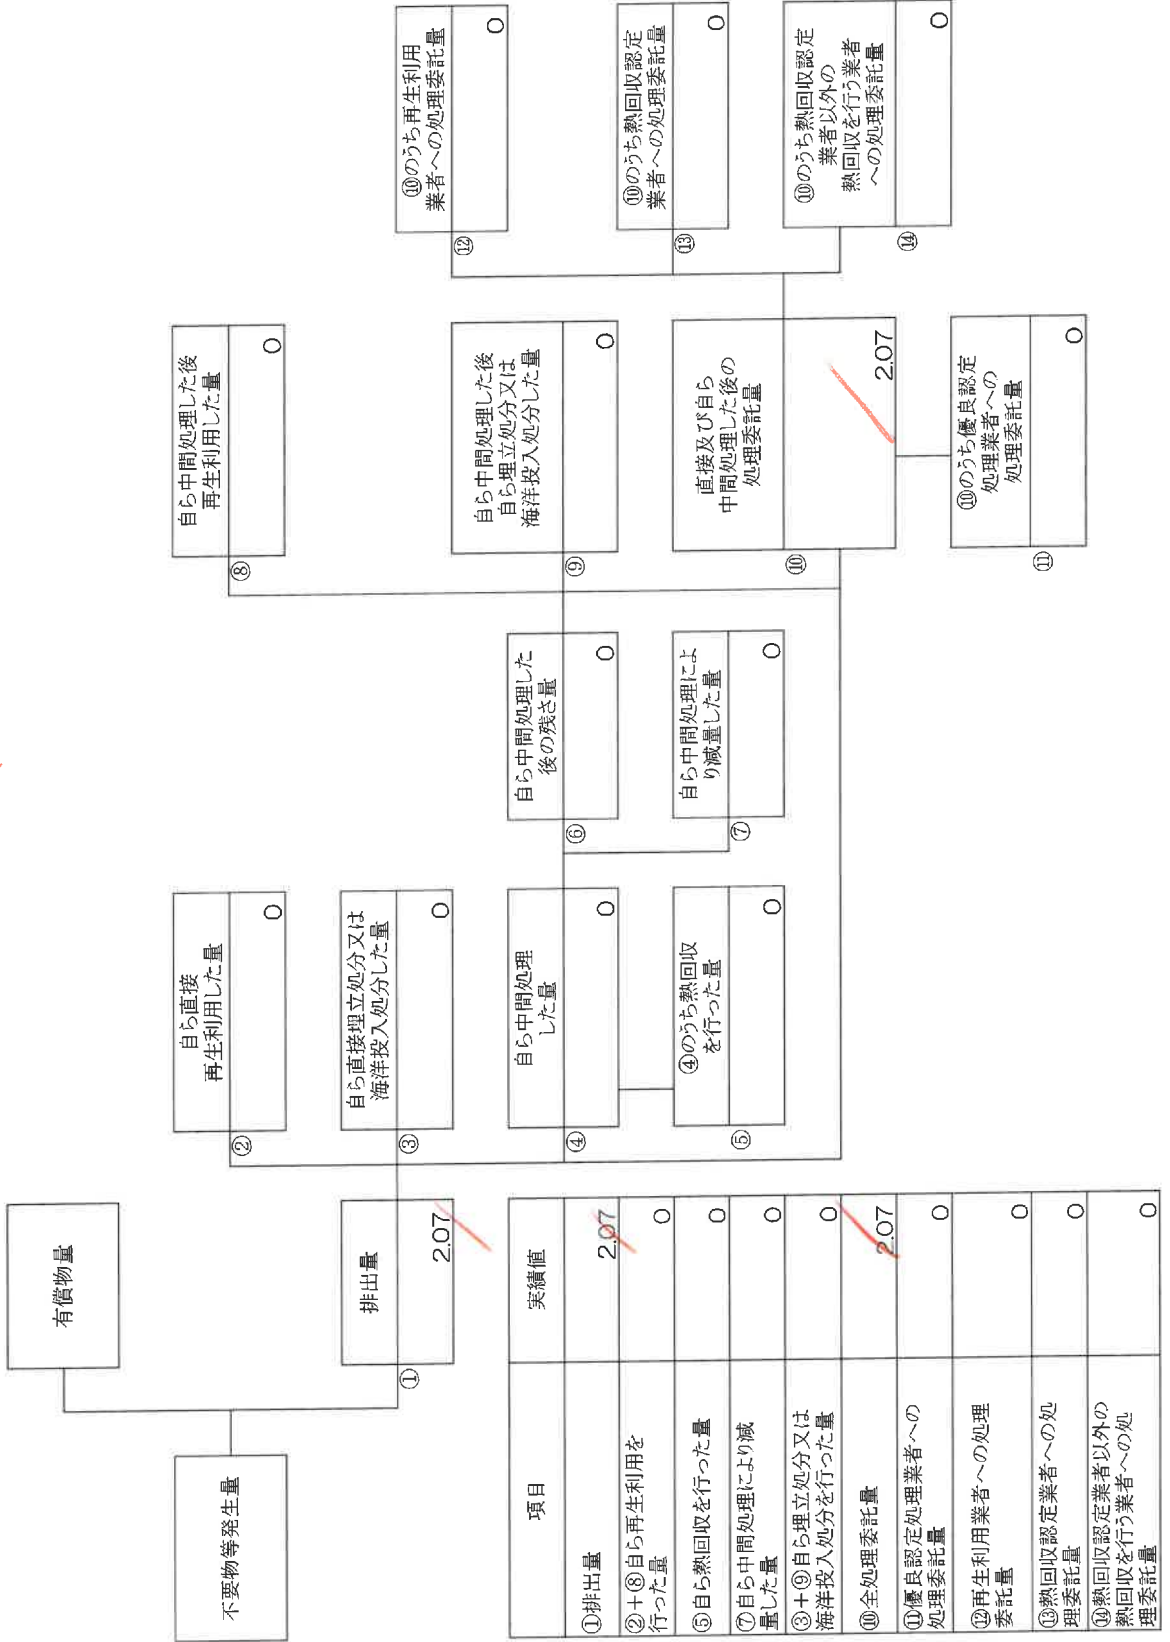 不要物等発生量
有償物量
排出量
①
2.07
自ら直接
再生利用した量
②
0
自ら直接埋立処分又は
海洋投入処分した量
③
0
自ら中間処理
した量
④
0
④のうち熱回収
を行った量
⑤
0
自ら中間処理した
後の残さ量
⑥
0
自ら中間処理によ
り減量した量
⑦
0
自ら中間処理した後
再生利用した量
⑧
0
自ら中間処理した後
自ら埋立処分又は
海洋投入処分した量
⑨
0
直接及び自ら
中間処理した後の
処理委託量
⑩
2.07
⑩のうち優良認定
処理業者への
処理委託量
⑪
0
⑩のうち再生利用
業者への処理委託量
⑫
0
⑩のうち熱回収認定
業者への処理委託量
⑬
0
⑩のうち熱回収認定
業者以外の
熱回収を行う業者
への処理委託量
⑭
0
項目 実績値
①排出量 2.07
②+⑧自ら再生利用を
行った量 0
⑤自ら熱回収を行った量 0
⑦自ら中間処理により減
量した量 0
③+⑨自ら埋立処分又は
海洋投入処分を行った量 0
⑩全処理委託量 2.07
⑪優良認定処理業者への
処理委託量 0
⑫再生利用業者への処理
委託量 0
⑬熱回収認定業者への処
理委託量 0
⑭熱回収認定業者以外の
熱回収を行う業者への処
理委託量 0